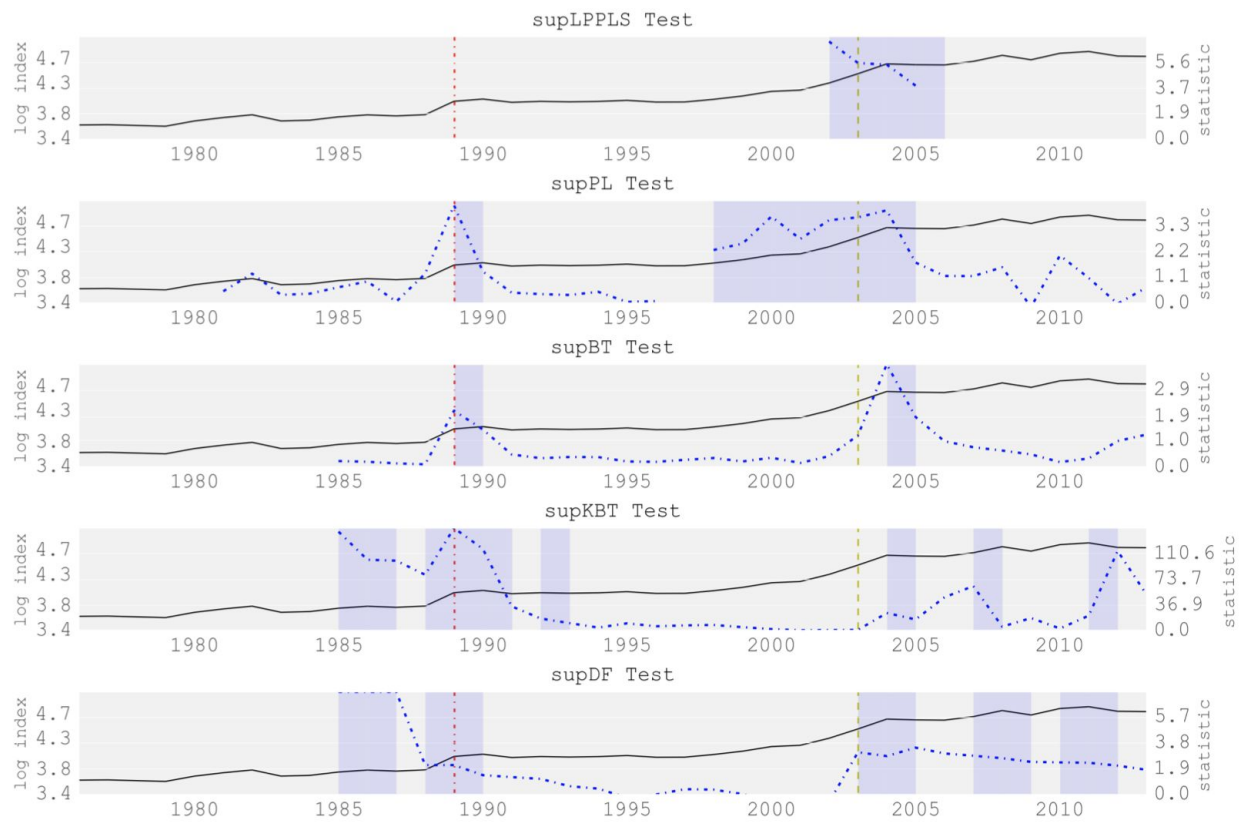 supLPPLS Test
log index
4.7
4.3
3.8
3.4
5.6
3.7
1.9
0.0
statistic
1980 1985 1990 1995 2000 2005 2010
supPL Test
log index
4.7
4.3
3.8
3.4
3.3
2.2
1.1
0.0
statistic
1980 1985 1990 1995 2000 2005 2010
supBT Test
log index
4.7
4.3
3.8
3.4
2.9
1.9
1.0
0.0
statistic
1980 1985 1990 1995 2000 2005 2010
supKBT Test
log index
4.7
4.3
3.8
3.4
110.6
73.7
36.9
0.0
statistic
1980 1985 1990 1995 2000 2005 2010
supDF Test
log index
4.7
4.3
3.8
3.4
5.7
3.8
1.9
0.0
statistic
1980 1985 1990 1995 2000 2005 2010